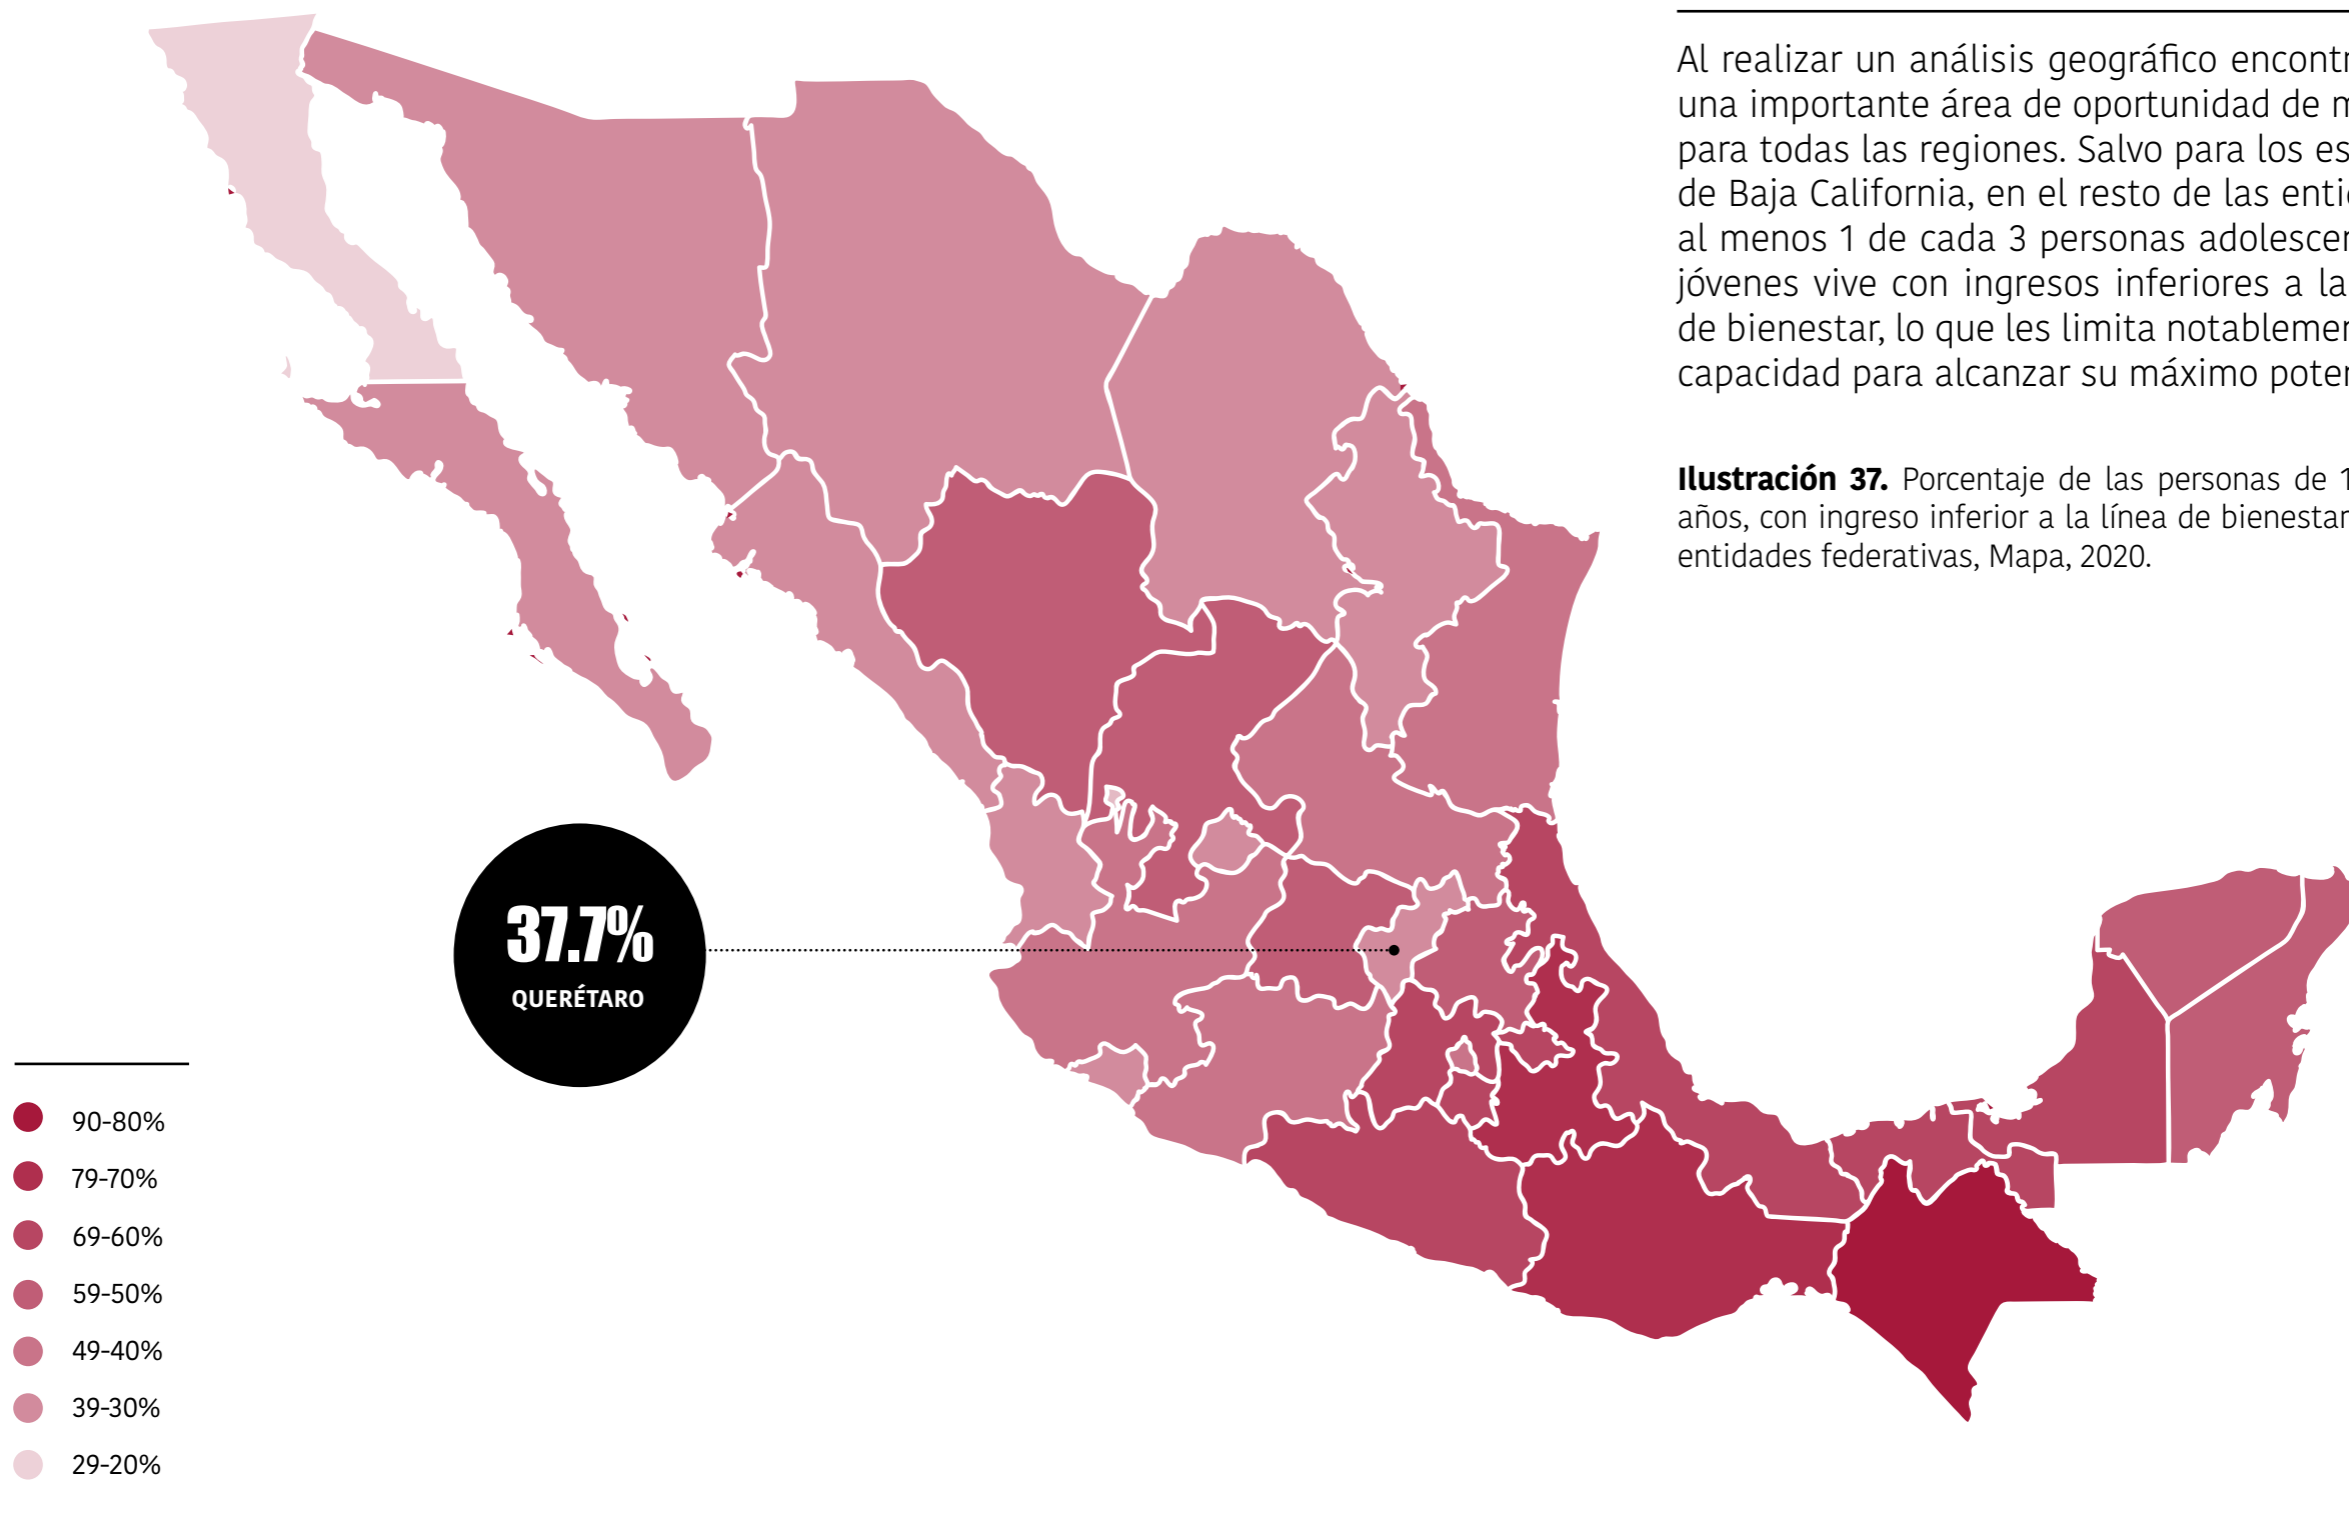 Al realizar un análisis geográfico encontr
una importante área de oportunidad de m
para todas las regiones. Salvo para los es
de Baja California, en el resto de las enti
al menos 1 de cada 3 personas adolescen
jóvenes vive con ingresos inferiores a la
de bienestar, lo que les limita notablemen
capacidad para alcanzar su máximo poten
Ilustración 37. Porcentaje de las personas de 1
años, con ingreso inferior a la línea de bienestar
entidades federativas, Mapa, 2020.
37.7%
QUERÉTARO
90-80%
79-70%
69-60%
59-50%
49-40%
39-30%
29-20%